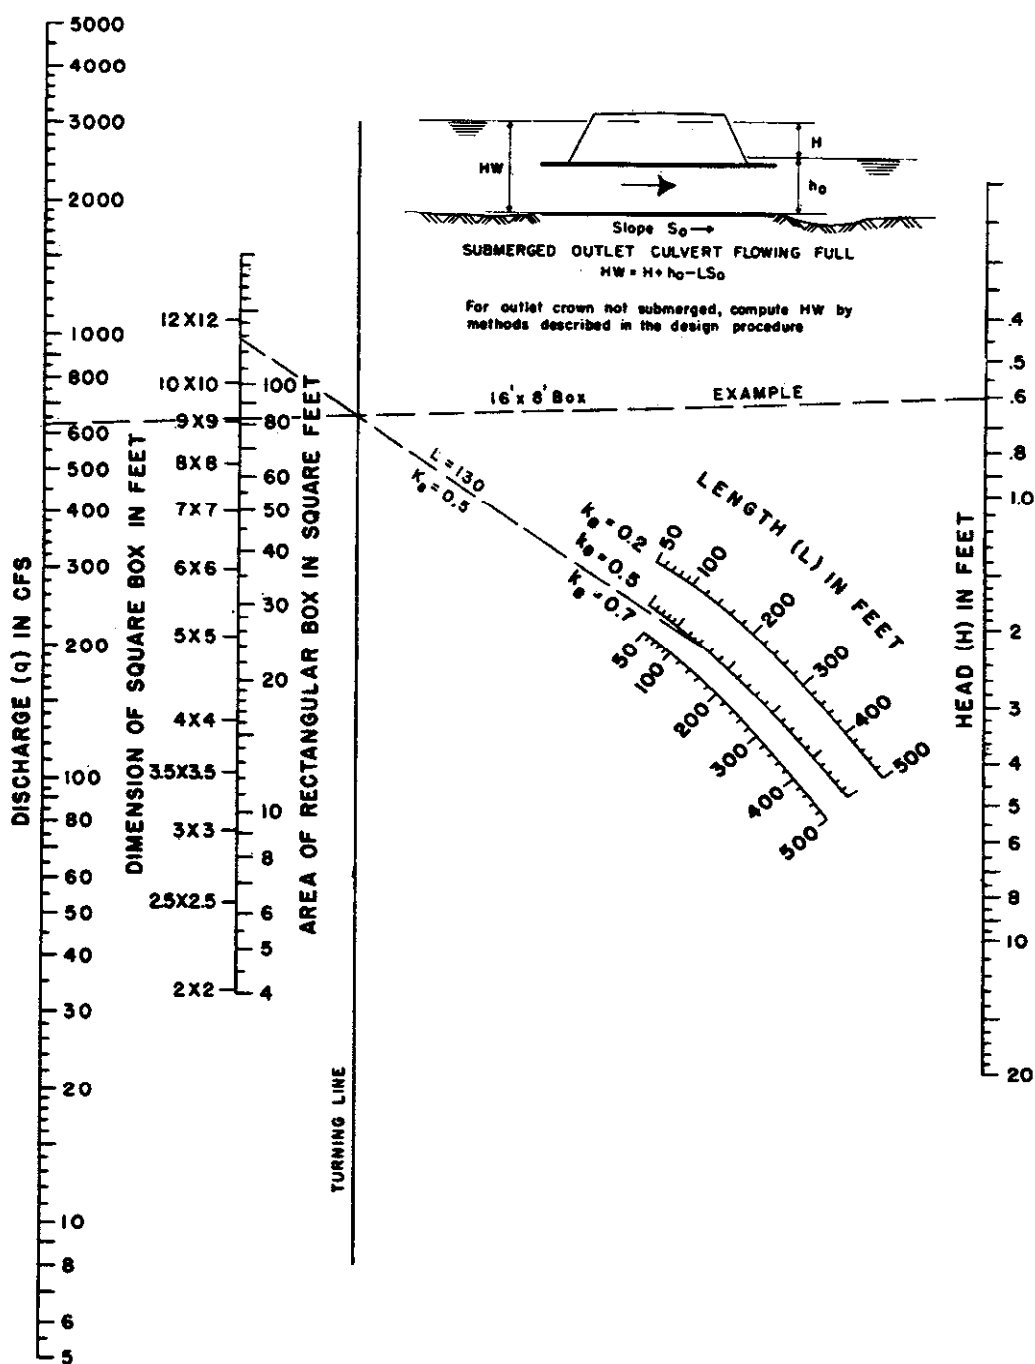 5000
4000
3000
2000
1000
800
600
500
400
300
200
100
80
60
50
40
30
20
10
8
6
5
DISCHARGE (q) IN CFS
DIMENSION OF SQUARE BOX IN FEET
12X12
10X10
9X9
8X8
7X7
6X6
5X5
4X4
3.5X3.5
3X3
2.5X2.5
2X2
100
80
60
50
40
30
20
10
8
6
5
4
AREA OF RECTANGULAR BOX IN SQUARE FEET
TURNING LINE
HW
H
ho
Slope So
SUBMERGED OUTLET CULVERT FLOWING FULL
HW = H + ho-LSo
For outlet crown not submerged, compute HW by
methods described in the design procedure
16' x 8' Box
EXAMPLE
L = 130
Ke = 0.5
LENGTH (L) IN FEET
ke = 0.2
50
100
200
300
400
500
ke = 0.5
ke = 0.7
50
100
200
300
400
500
HEAD (H) IN FEET
.4
.5
.6
.8
1.0
2
3
4
5
6
8
10
20